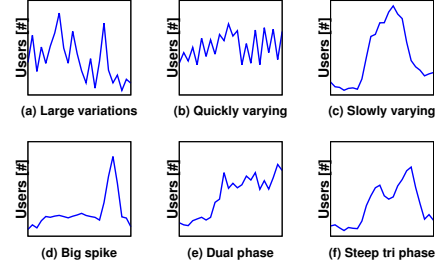 Users [#]
Users [#]
Users [#]
(a) Large variations
(b) Quickly varying
(c) Slowly varying
Users [#]
Users [#]
Users [#]
(d) Big spike
(e) Dual phase
(f) Steep tri phase